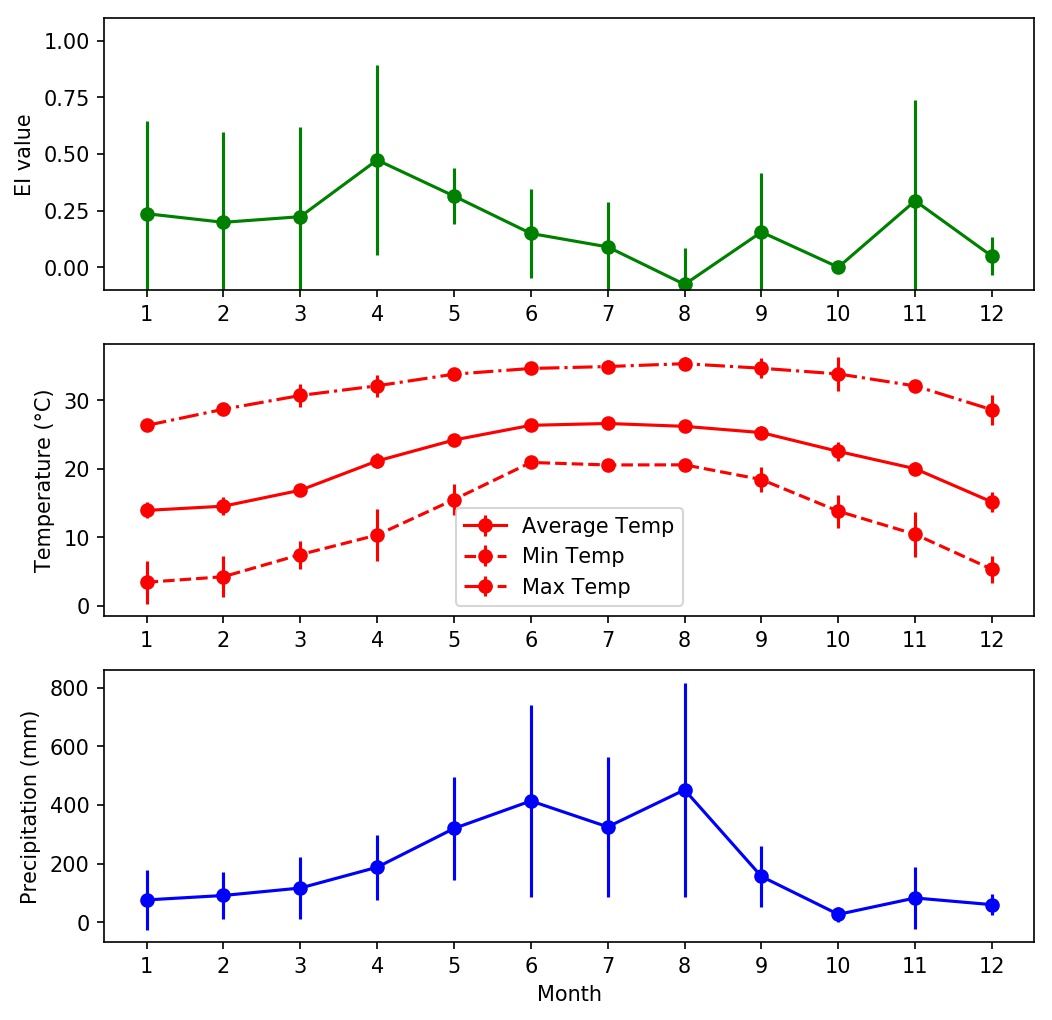 1.00
0.75
0.50
0.25
0.00
EI value
1 2 3 4 5 6 7 8 9 10 11 12
30
20
10
0
Temperature (°C)
Average Temp
Min Temp
Max Temp
1 2 3 4 5 6 7 8 9 10 11 12
800
600
400
200
0
Precipitation (mm)
1 2 3 4 5 6 7 8 9 10 11 12
Month